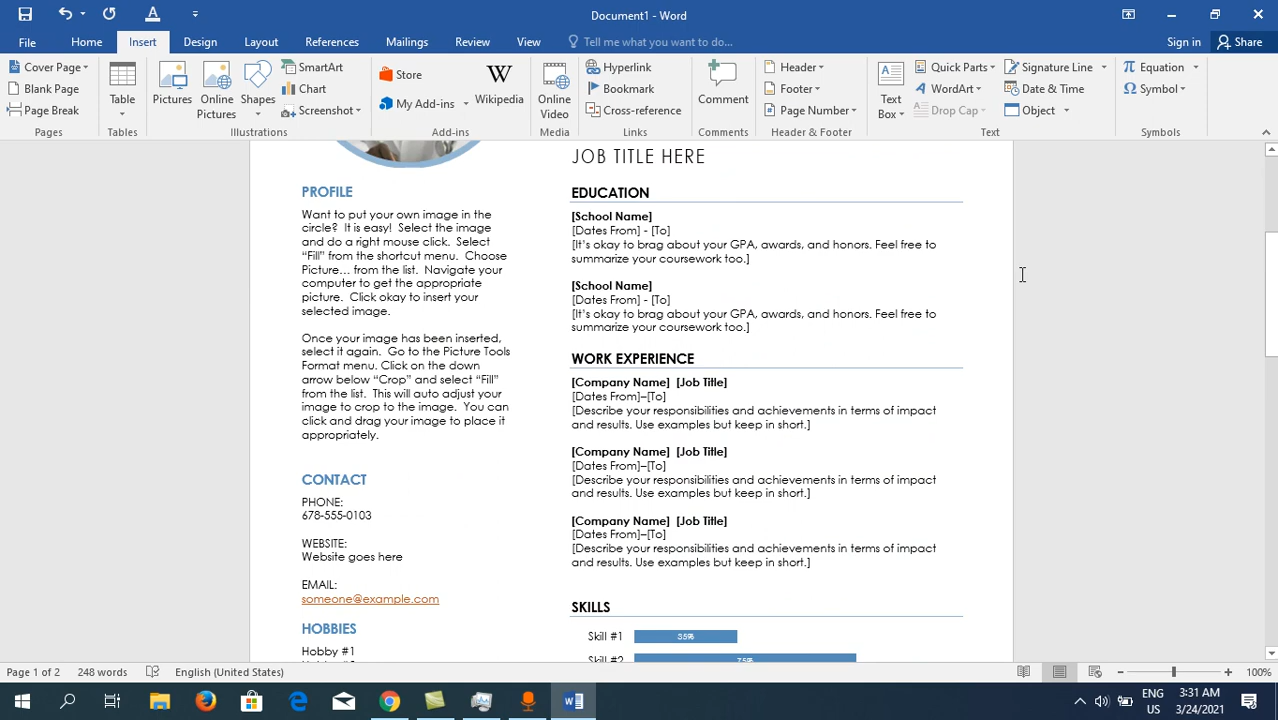 Document1 - Word
File Home Insert Design Layout References Mailings Review View Tell me what you want to do... Sign in Share
Cover Page
Blank Page
Page Break
Pages
Table
Tables
Pictures
Online
Pictures
Shapes
SmartArt
Chart
Screenshot
Illustrations
Store
My Add-ins
Wikipedia
Add-ins
Online
Video
Media
Hyperlink
Bookmark
Cross-reference
Links
Comment
Comments
Header
Footer
Page Number
Header & Footer
Text
Box
Quick Parts
WordArt
Drop Cap
Signature Line
Date & Time
Object
Text
Equation
Symbol
Symbols
PROFILE
Want to put your own image in the
circle? It is easy! Select the image
and do a right mouse click. Select
“Fill” from the shortcut menu. Choose
Picture… from the list. Navigate your
computer to get the appropriate
picture. Click okay to insert your
selected image.
Once your image has been inserted,
select it again. Go to the Picture Tools
Format menu. Click on the down
arrow below “Crop” and select “Fill”
from the list. This will auto adjust your
image to crop to the image. You can
click and drag your image to place it
appropriately.
CONTACT
PHONE:
678-555-0103
WEBSITE:
Website goes here
EMAIL:
someone@example.com
HOBBIES
Hobby #1
JOB TITLE HERE
EDUCATION
[School Name]
[Dates From] - [To]
[It’s okay to brag about your GPA, awards, and honors. Feel free to
summarize your coursework too.]
[School Name]
[Dates From] - [To]
[It’s okay to brag about your GPA, awards, and honors. Feel free to
summarize your coursework too.]
WORK EXPERIENCE
[Company Name] [Job Title]
[Dates From]–[To]
[Describe your responsibilities and achievements in terms of impact
and results. Use examples but keep in short.]
[Company Name] [Job Title]
[Dates From]–[To]
[Describe your responsibilities and achievements in terms of impact
and results. Use examples but keep in short.]
[Company Name] [Job Title]
[Dates From]–[To]
[Describe your responsibilities and achievements in terms of impact
and results. Use examples but keep in short.]
SKILLS
Skill #1 35%
Skill #2 75%
Page 1 of 2 248 words English (United States) 100%
ENG 3:31 AM
US 3/24/2021